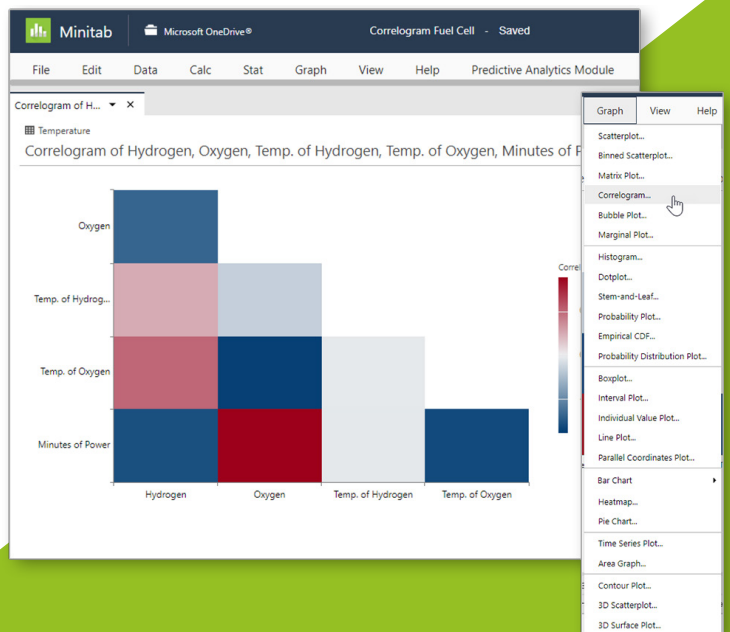 Minitab
Microsoft OneDrive®
Correlogram Fuel Cell - Saved
File Edit Data Calc Stat Graph View Help Predictive Analytics Module
Correlogram of H...
Temperature
Correlogram of Hydrogen, Oxygen, Temp. of Hydrogen, Temp. of Oxygen, Minutes of
Oxygen
Temp. of Hydrog...
Temp. of Oxygen
Minutes of Power
Hydrogen Oxygen Temp. of Hydrogen Temp. of Oxygen
Graph View Help
Scatterplot...
Binned Scatterplot...
Matrix Plot...
Correlogram...
Bubble Plot...
Marginal Plot...
Histogram...
Dotplot...
Stem-and-Leaf...
Probability Plot...
Empirical CDF...
Probability Distribution Plot...
Boxplot...
Interval Plot...
Individual Value Plot...
Line Plot...
Parallel Coordinates Plot...
Bar Chart
Heatmap...
Pie Chart...
Time Series Plot...
Area Graph...
Contour Plot...
3D Scatterplot...
3D Surface Plot...